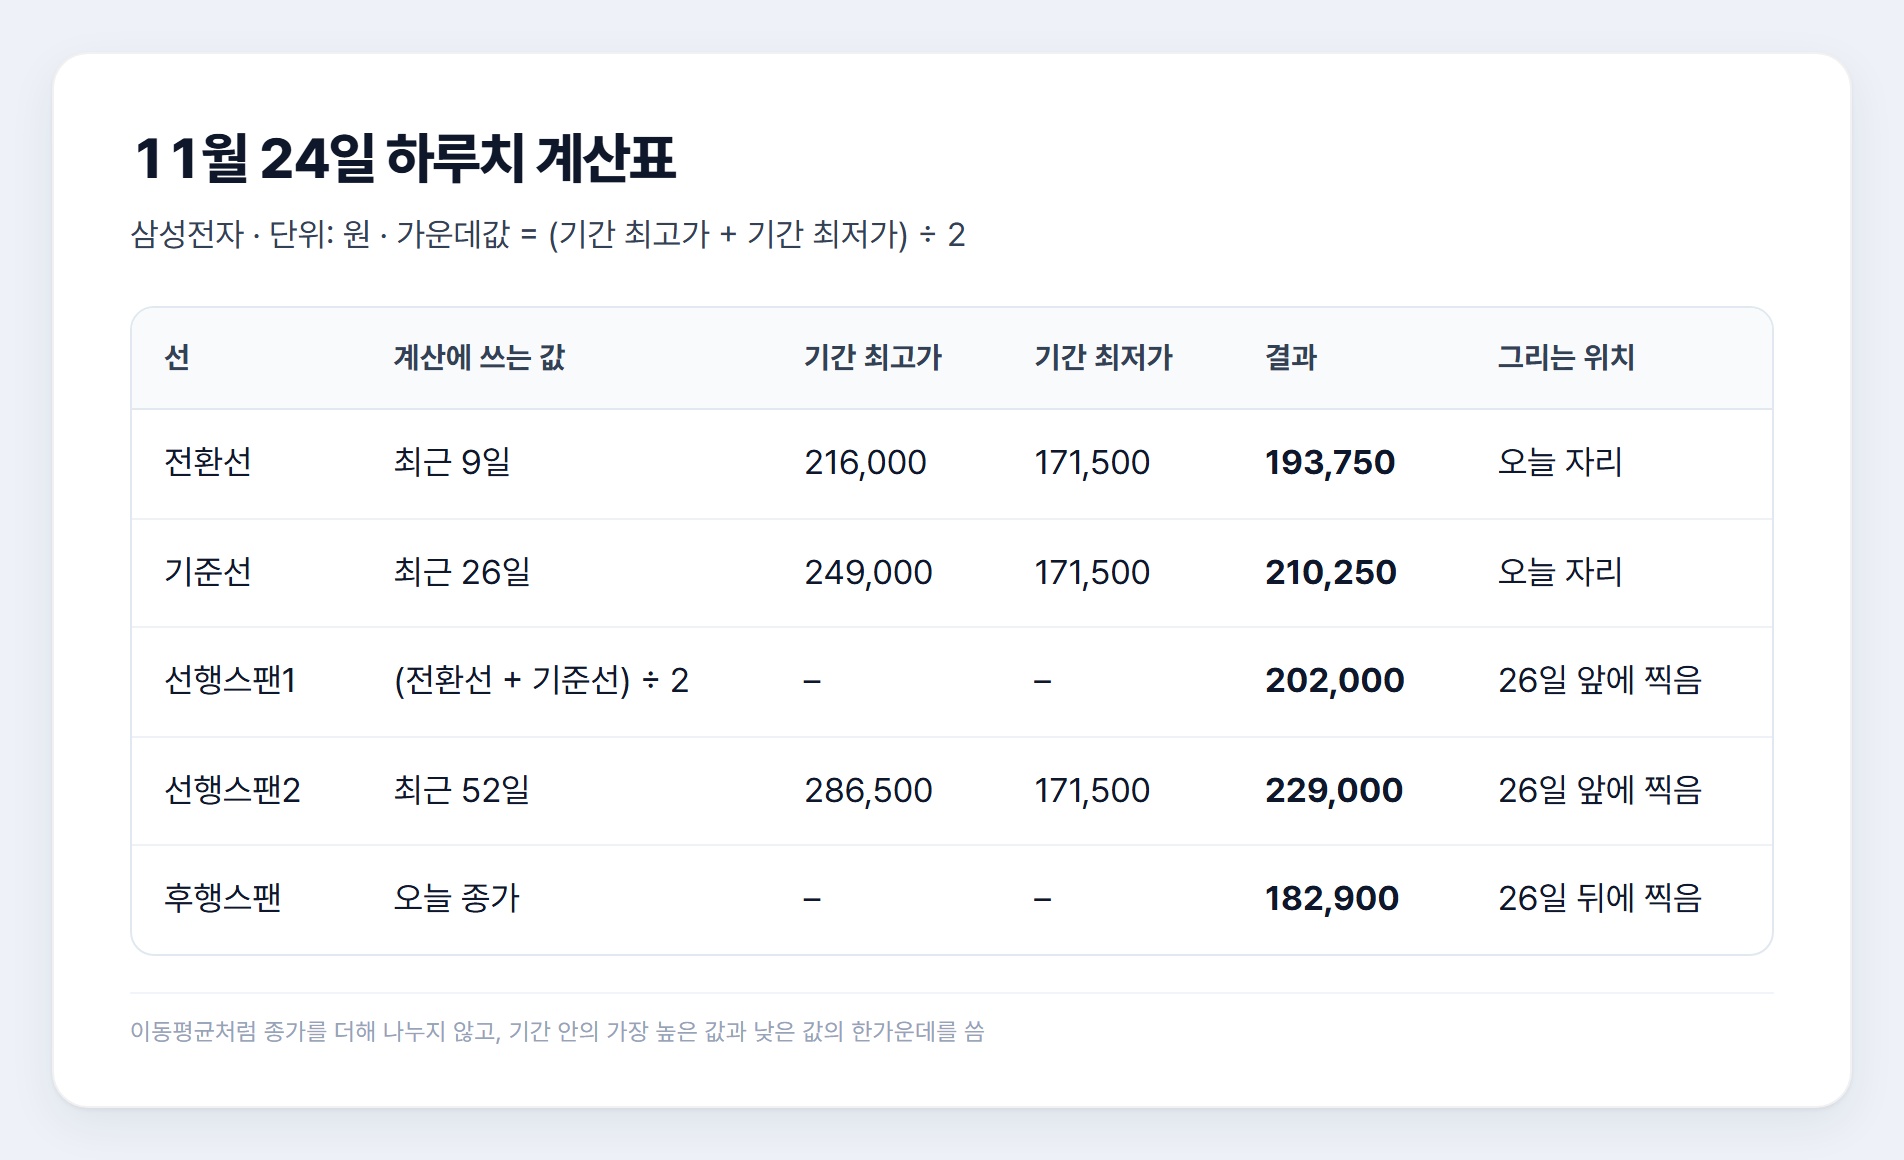 11월 24일 하루치 계산표
삼성전자 · 단위: 원 · 가운데값 = (기간 최고가 + 기간 최저가) ÷ 2
선 계산에 쓰는 값 기간 최고가 기간 최저가 결과 그리는 위치
전환선 최근 9일 216,000 171,500 193,750 오늘 자리
기준선 최근 26일 249,000 171,500 210,250 오늘 자리
선행스팬1 (전환선 + 기준선) ÷ 2 – – 202,000 26일 앞에 찍음
선행스팬2 최근 52일 286,500 171,500 229,000 26일 앞에 찍음
후행스팬 오늘 종가 – – 182,900 26일 뒤에 찍음
이동평균처럼 종가를 더해 나누지 않고, 기간 안의 가장 높은 값과 낮은 값의 한가운데를 씀